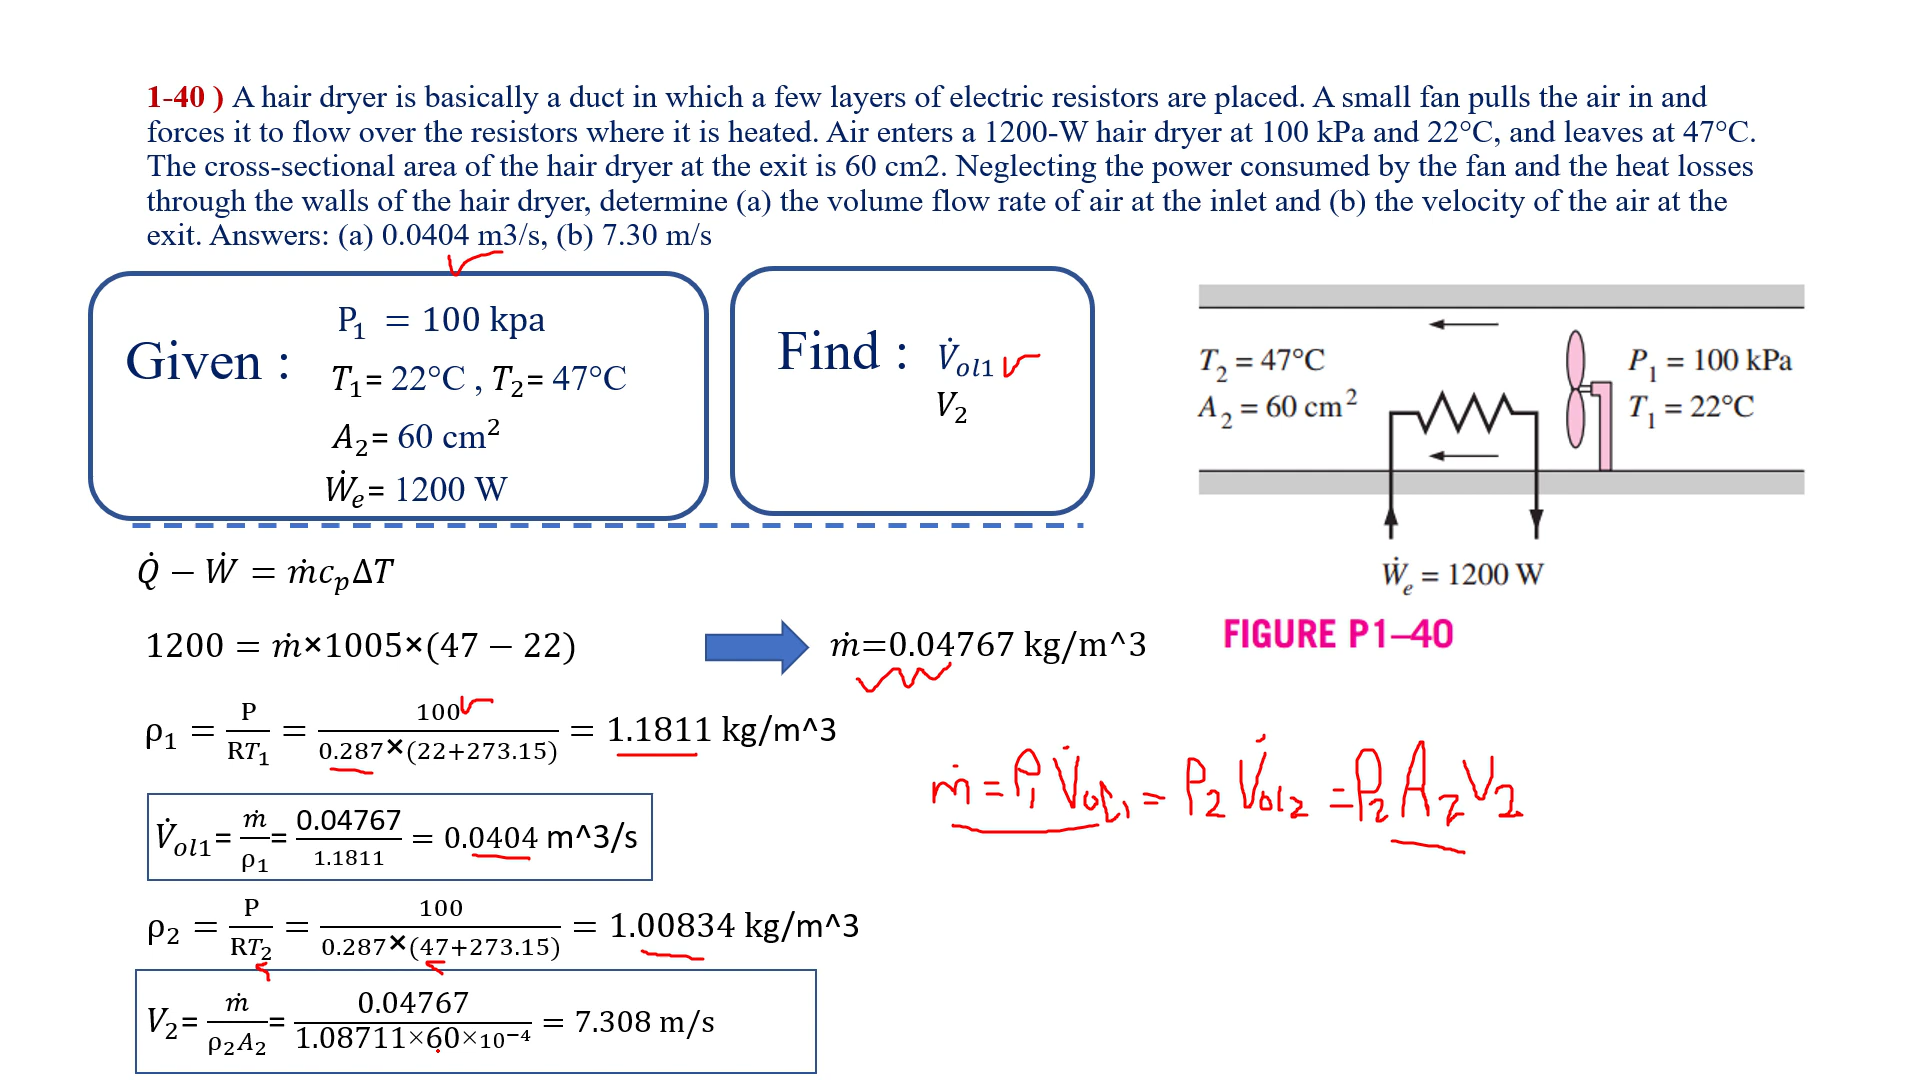 1-40 ) A hair dryer is basically a duct in which a few layers of electric resistors are placed. A small fan pulls the air in and
forces it to flow over the resistors where it is heated. Air enters a 1200-W hair dryer at 100 kPa and 22°C, and leaves at 47°C.
The cross-sectional area of the hair dryer at the exit is 60 cm2. Neglecting the power consumed by the fan and the heat losses
through the walls of the hair dryer, determine (a) the volume flow rate of air at the inlet and (b) the velocity of the air at the
exit. Answers: (a) 0.0404 m3/s, (b) 7.30 m/s
Given :
P₁ = 100 kpa
T₁= 22°C , T₂= 47°C
A₂= 60 cm²
Ẇₑ= 1200 W
Find :
V̇ₒₗ₁
V₂
T₂ = 47°C
A₂ = 60 cm²
P₁ = 100 kPa
T₁ = 22°C
Ẇₑ = 1200 W
FIGURE P1–40
Q̇ − Ẇ = ṁcₚΔT
1200 = ṁ×1005×(47 − 22)
ṁ=0.04767 kg/m^3
ρ₁ = P/RT₁ = 100/0.287×(22+273.15) = 1.1811 kg/m^3
ṁ = ρ₁V̇ol₁ = ρ₂V̇ol₂ = ρ₂A₂V₂
V̇ₒₗ₁= ṁ/ρ₁= 0.04767/1.1811 = 0.0404 m^3/s
ρ₂ = P/RT₂ = 100/0.287×(47+273.15) = 1.00834 kg/m^3
V₂= ṁ/ρ₂A₂= 0.04767/1.08711×60×10⁻⁴ = 7.308 m/s